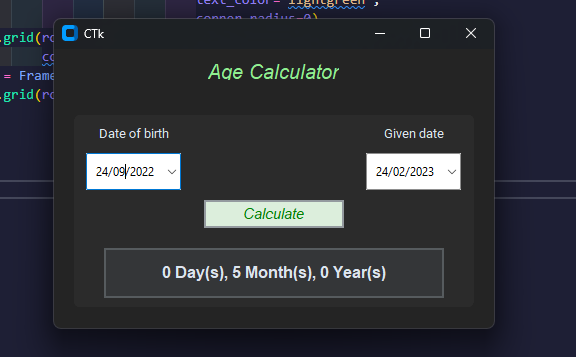 text_color="lightgreen",
corner_radius=0)
.grid(ro
CTk
co
= Frame
.grid(ro
Age Calculator
Date of birth
Given date
24/09/2022
24/02/2023
Calculate
0 Day(s), 5 Month(s), 0 Year(s)